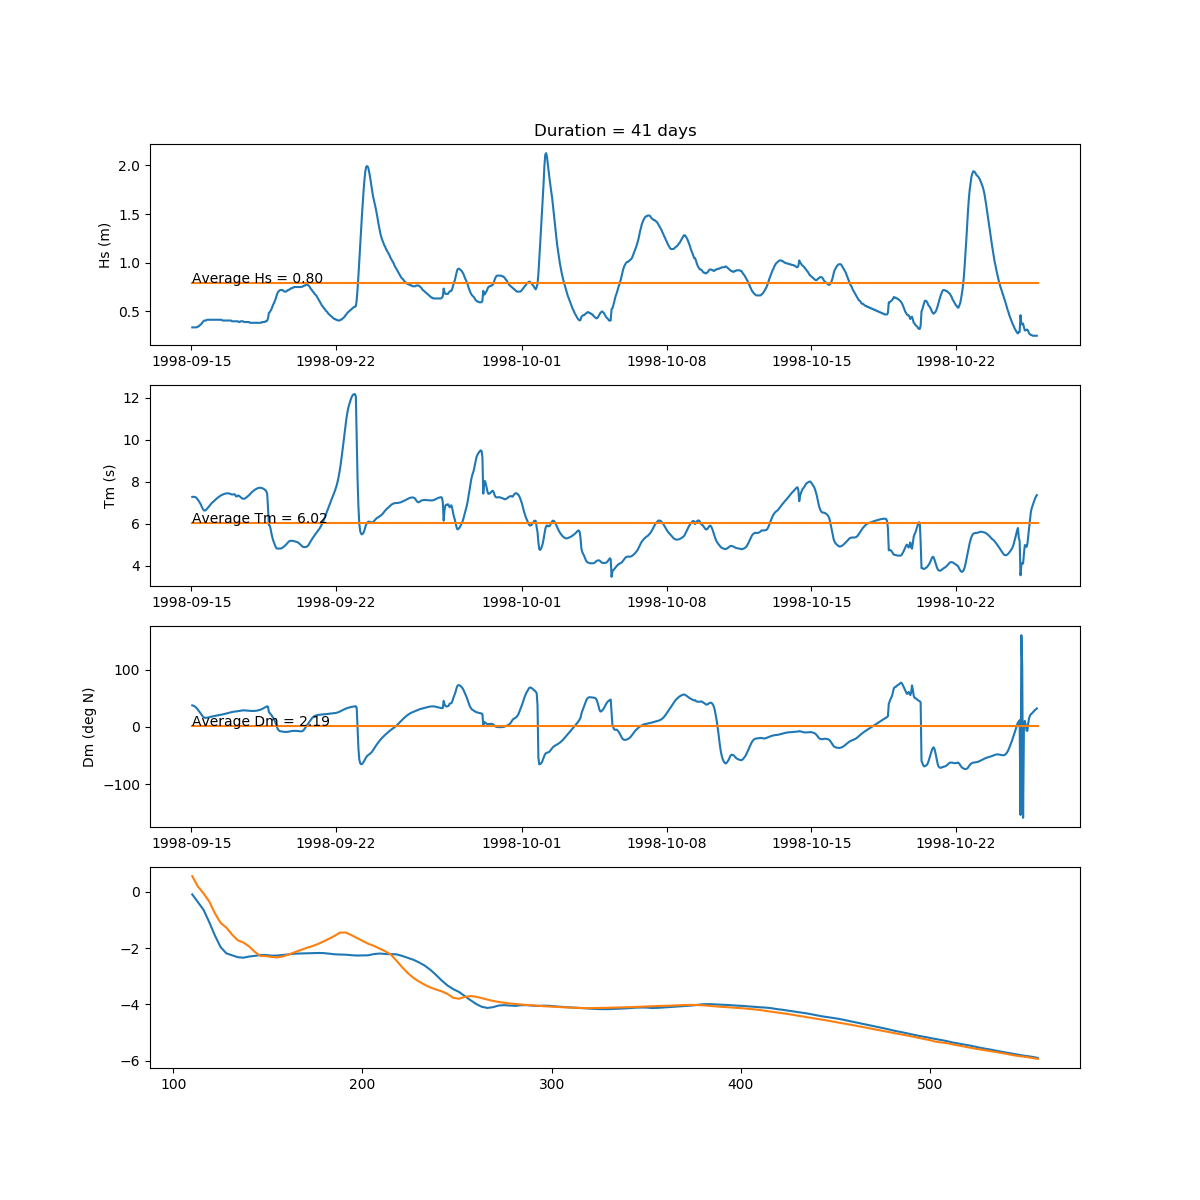 Duration = 41 days
Hs (m)
2.0
1.5
1.0
0.5
Average Hs = 0.80
1998-09-15 1998-09-22 1998-10-01 1998-10-08 1998-10-15 1998-10-22
Tm (s)
12
10
8
6
4
Average Tm = 6.02
1998-09-15 1998-09-22 1998-10-01 1998-10-08 1998-10-15 1998-10-22
Dm (deg N)
100
0
−100
Average Dm = 2.19
1998-09-15 1998-09-22 1998-10-01 1998-10-08 1998-10-15 1998-10-22
0
−2
−4
−6
100 200 300 400 500